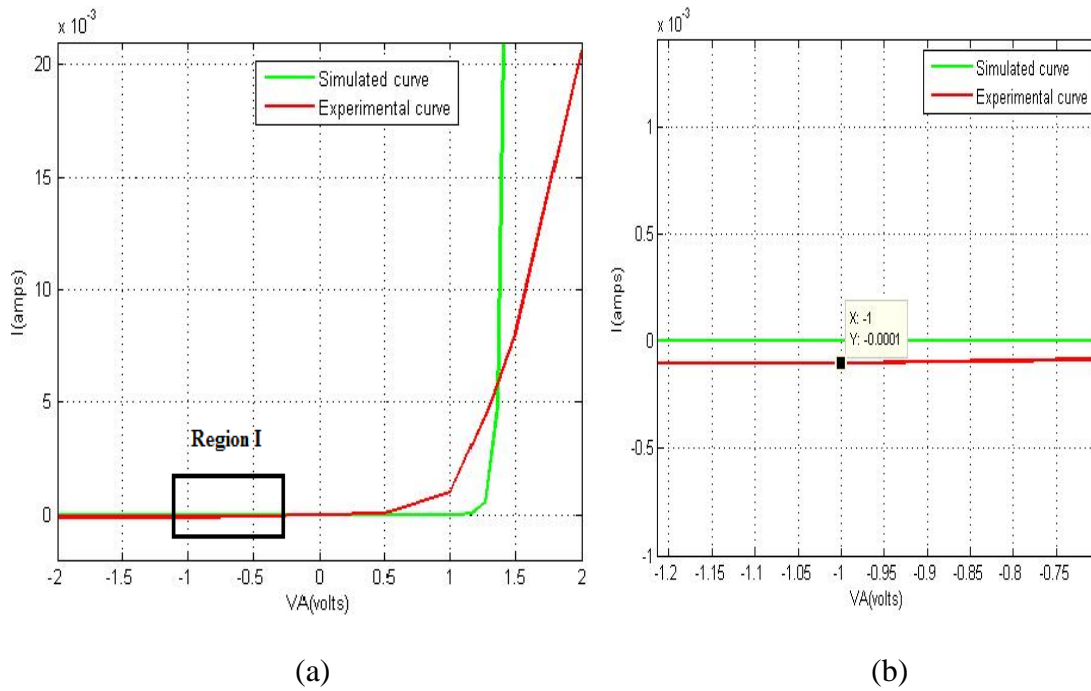 x 10⁻³
20
15
10
5
0
I(amps)
-2 -1.5 -1 -0.5 0 0.5 1 1.5 2
VA(volts)
Simulated curve
Experimental curve
Region I
(a)
x 10⁻³
1
0.5
0
-0.5
-1
I(amps)
-1.2 -1.15 -1.1 -1.05 -1 -0.95 -0.9 -0.85 -0.8 -0.75
VA(volts)
Simulated curve
Experimental curve
X: -1
Y: -0.0001
(b)